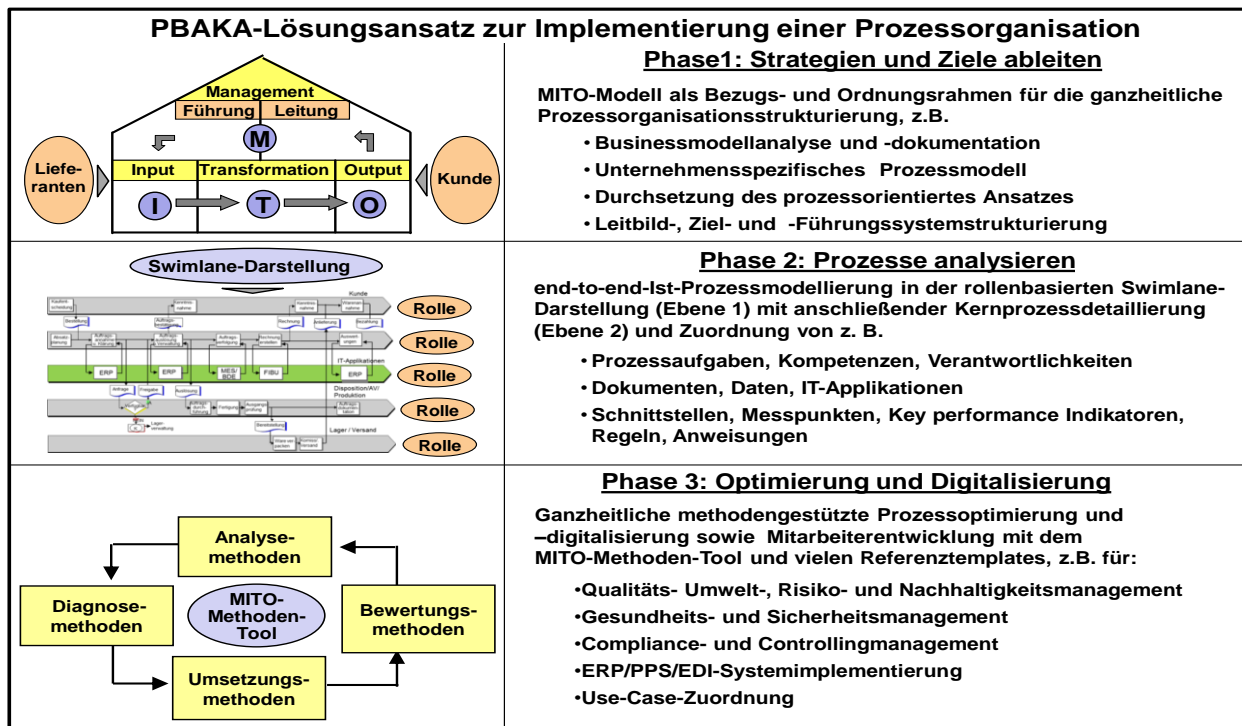 PBAKA-Lösungsansatz zur Implementierung einer Prozessorganisation
Management
Führung
Leitung
M
Input
Transformation
Output
I
T
O
Liefe-
ranten
Kunde
Phase1: Strategien und Ziele ableiten
MITO-Modell als Bezugs- und Ordnungsrahmen für die ganzheitliche
Prozessorganisationsstrukturierung, z.B.
• Businessmodellanalyse und -dokumentation
• Unternehmensspezifisches Prozessmodell
• Durchsetzung des prozessorientiertes Ansatzes
• Leitbild-, Ziel- und -Führungssystemstrukturierung
Swimlane-Darstellung
Kunde
Rolle
Bestellung
Rechnung
Bezahlung
Rolle
IT-Applikationen
ERP
ERP
MES/
BDE
FIBU
ERP
Rolle
Anfrage
Freigabe
Disposition/AV/
Produktion
Fertigung
Rolle
Bereitstellung
Lager / Versand
Rolle
Phase 2: Prozesse analysieren
end-to-end-Ist-Prozessmodellierung in der rollenbasierten Swimlane-
Darstellung (Ebene 1) mit anschließender Kernprozessdetaillierung
(Ebene 2) und Zuordnung von z. B.
• Prozessaufgaben, Kompetenzen, Verantwortlichkeiten
• Dokumenten, Daten, IT-Applikationen
• Schnittstellen, Messpunkten, Key performance Indikatoren,
Regeln, Anweisungen
Analyse-
methoden
Diagnose-
methoden
MITO-
Methoden-
Tool
Bewertungs-
methoden
Umsetzungs-
methoden
Phase 3: Optimierung und Digitalisierung
Ganzheitliche methodengestützte Prozessoptimierung und
–digitalisierung sowie Mitarbeiterentwicklung mit dem
MITO-Methoden-Tool und vielen Referenztemplates, z.B. für:
•Qualitäts- Umwelt-, Risiko- und Nachhaltigkeitsmanagement
•Gesundheits- und Sicherheitsmanagement
•Compliance- und Controllingmanagement
•ERP/PPS/EDI-Systemimplementierung
•Use-Case-Zuordnung